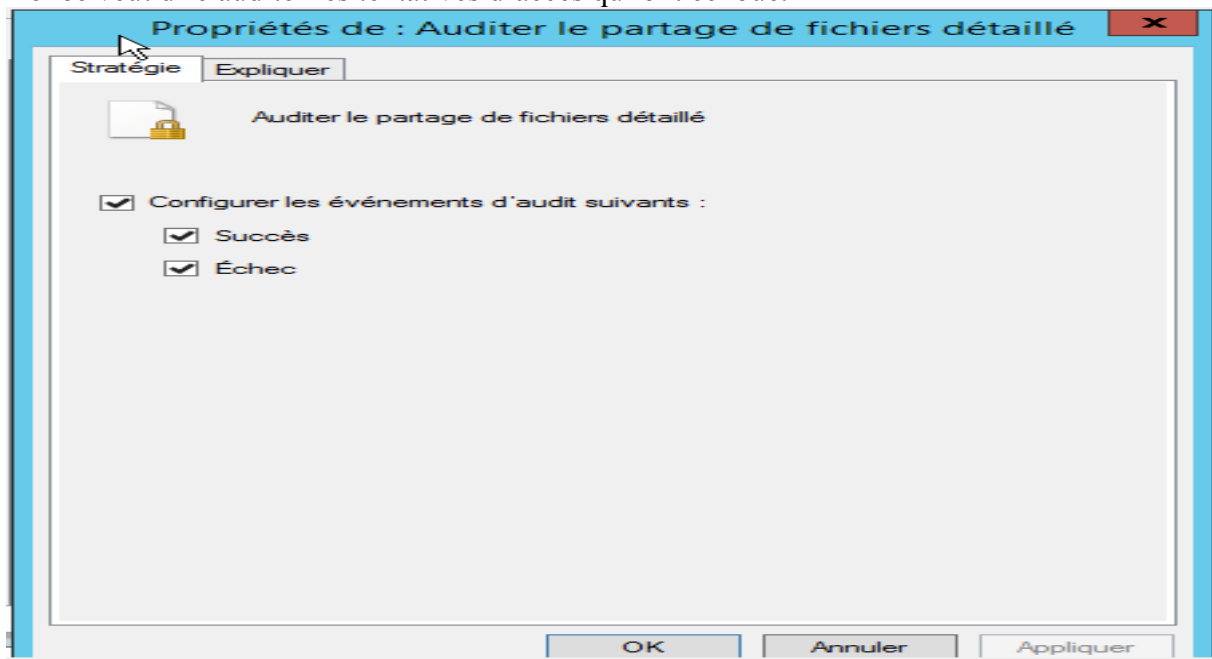 Propriétés de : Auditer le partage de fichiers détaillé
Stratégie Expliquer
Auditer le partage de fichiers détaillé
Configurer les événements d'audit suivants :
Succès
Échec
OK Annuler Appliquer